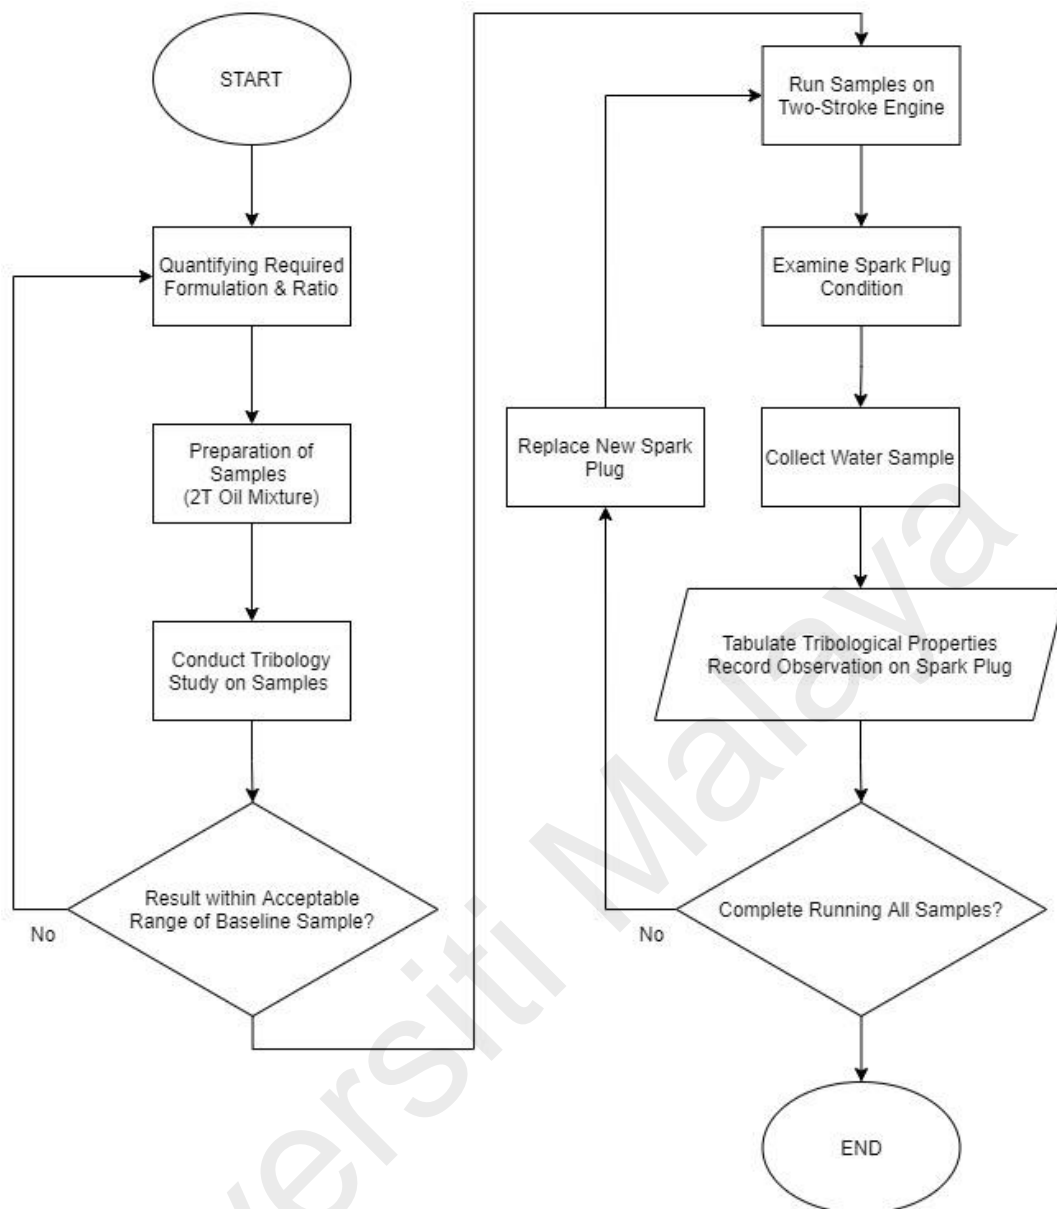 START
Quantifying Required
Formulation & Ratio
Preparation of
Samples
(2T Oil Mixture)
Conduct Tribology
Study on Samples
Result within Acceptable
Range of Baseline Sample?
No
Run Samples on
Two-Stroke Engine
Examine Spark Plug
Condition
Collect Water Sample
Replace New Spark
Plug
Tabulate Tribological Properties
Record Observation on Spark Plug
Complete Running All Samples?
No
END
versiti Malaya